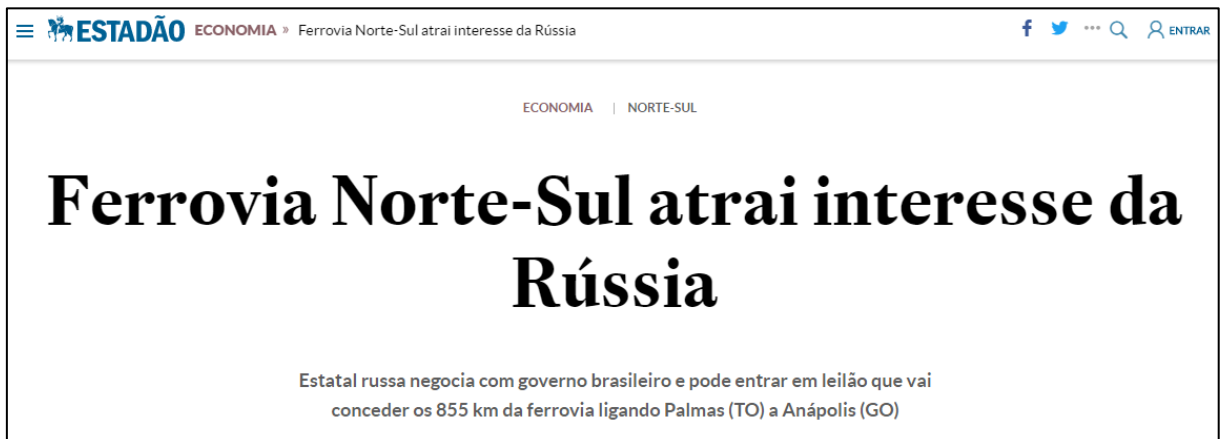 ESTADÃO ECONOMIA » Ferrovia Norte-Sul atrai interesse da Rússia ENTRAR
ECONOMIA | NORTE-SUL
Ferrovia Norte-Sul atrai interesse da
Rússia
Estatal russa negocia com governo brasileiro e pode entrar em leilão que vai
conceder os 855 km da ferrovia ligando Palmas (TO) a Anápolis (GO)